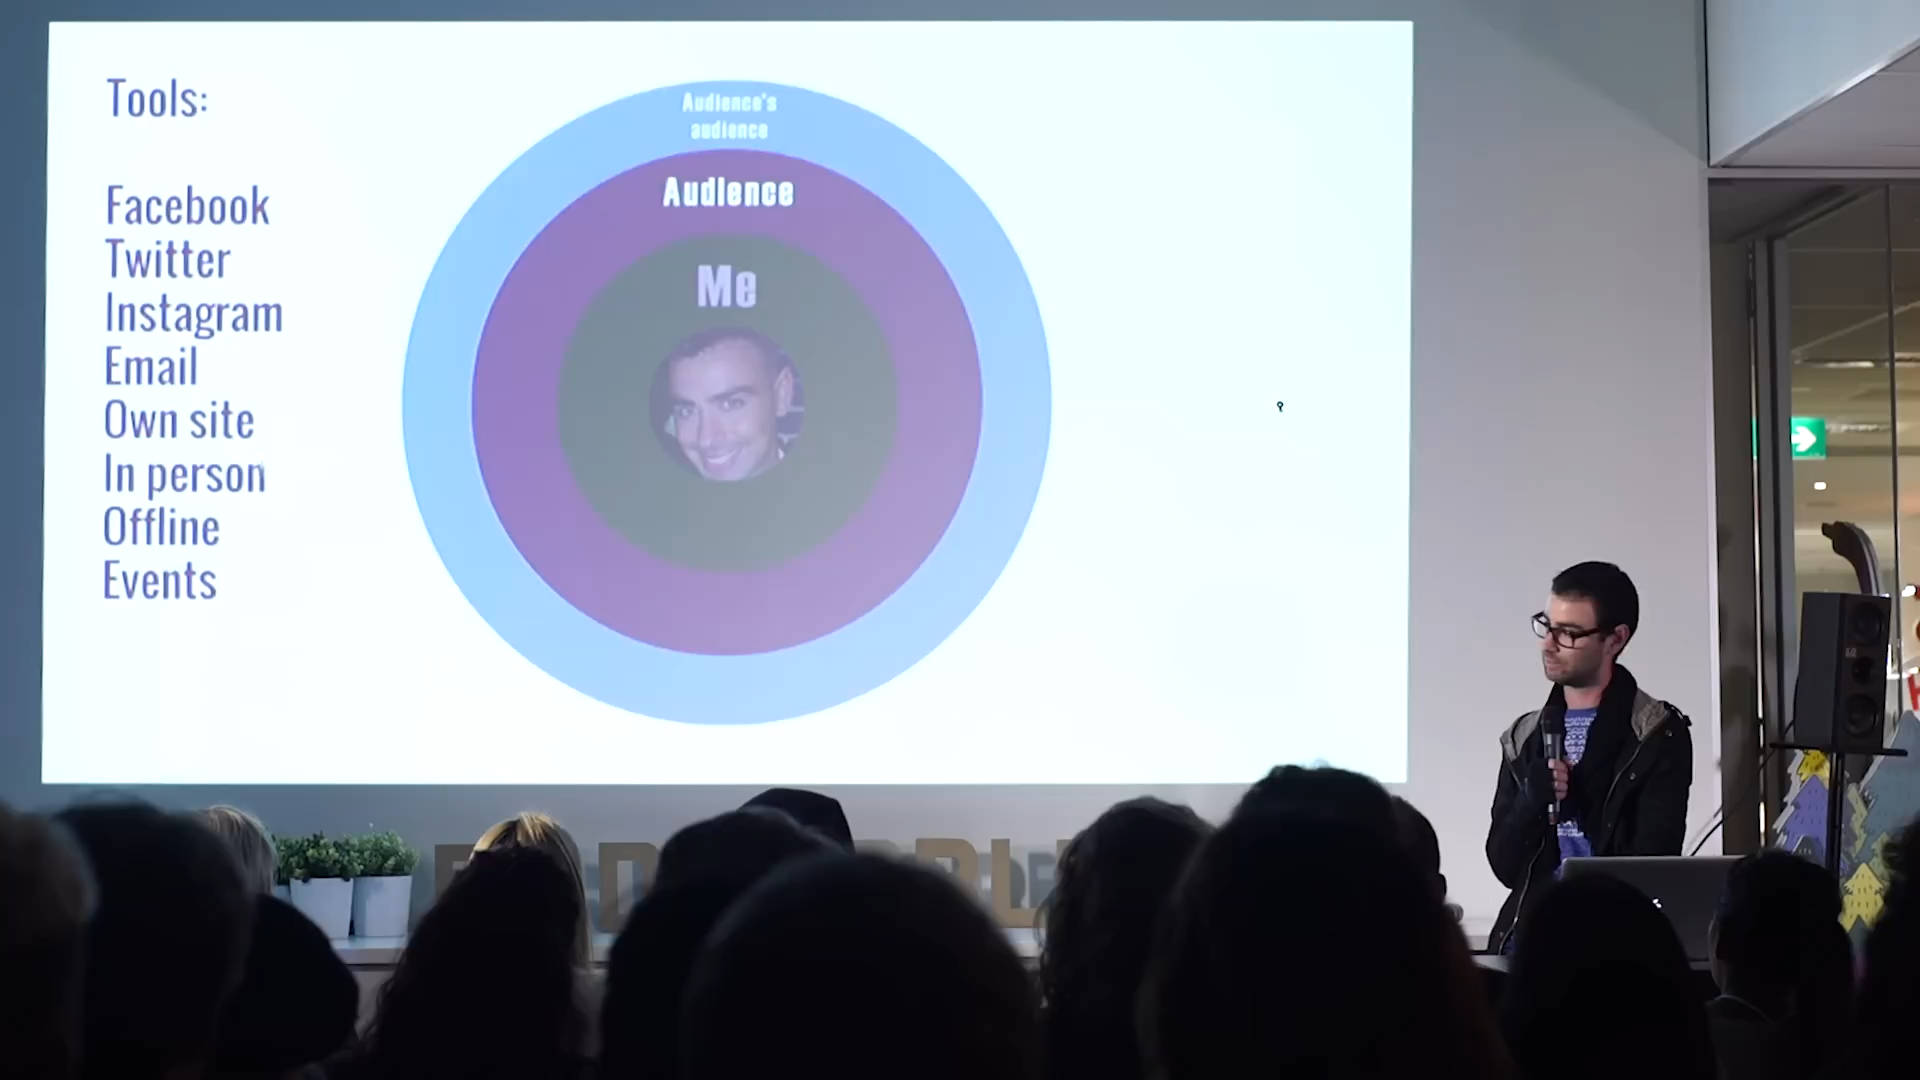 Tools:
Facebook
Twitter
Instagram
Email
Own site
In person
Offline
Events
Audience's
audience
Audience
Me